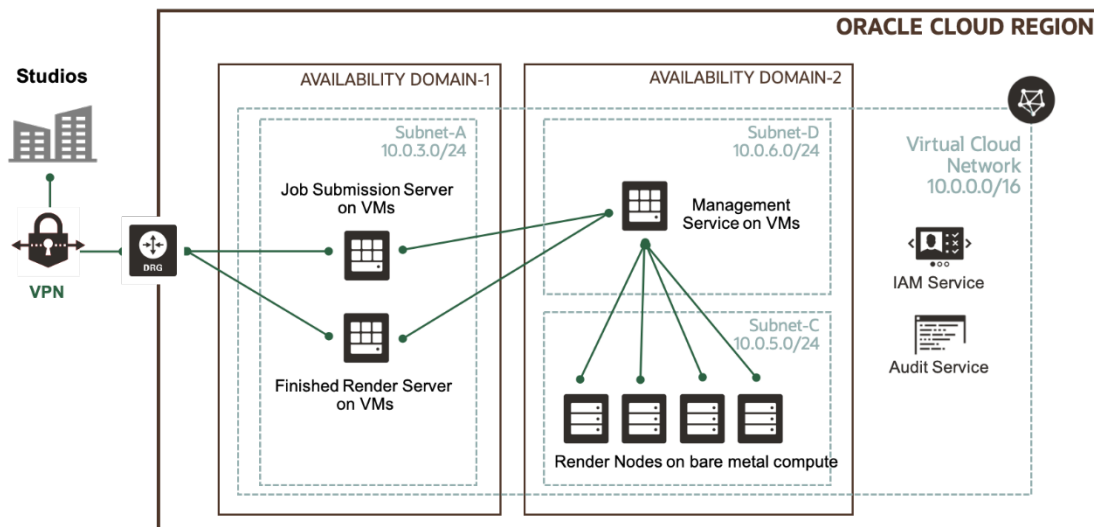 ORACLE CLOUD REGION
Studios
VPN
DRG
AVAILABILITY DOMAIN-1
Subnet-A
10.0.3.0/24
Job Submission Server
on VMs
Finished Render Server
on VMs
AVAILABILITY DOMAIN-2
Subnet-D
10.0.6.0/24
Management
Service on VMs
Subnet-C
10.0.5.0/24
Render Nodes on bare metal compute
Virtual Cloud
Network
10.0.0.0/16
IAM Service
Audit Service